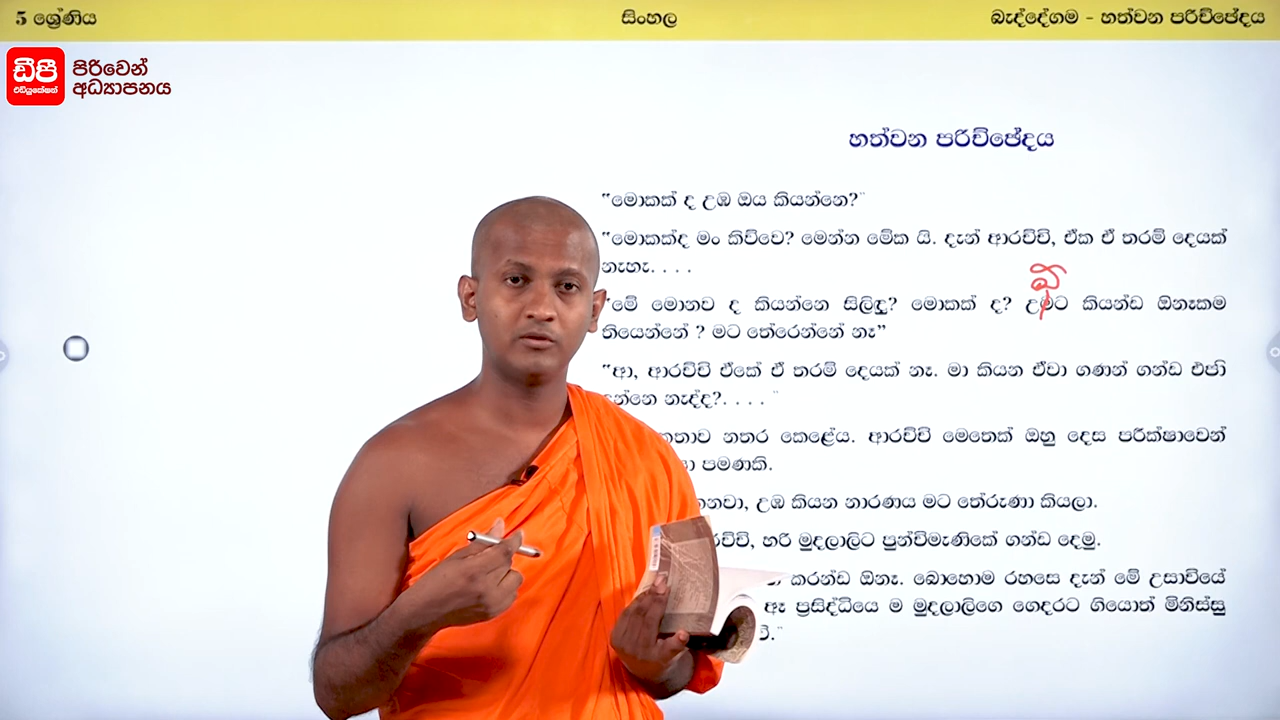 5 ශ්‍රේණිය
සිංහල
බැද්දේගම - හත්වන පරිච්ඡේදය
ඩීපී
එඩියුකේෂන්
පිරිවෙන්
අධ්‍යාපනය
හත්වන පරිච්ඡේදය
"මොකක් ද උඹ ඔය කියන්නෙ?"
"මොකක්ද මං කිව්වෙ? මෙන්න මේක යි. දැන් ආරච්චි, ඒක ඒ තරම් දෙයක්
නැහැ. . . .
"මේ මොනව ද කියන්නෙ සිලිඳු? මොකක් ද? උමට කියන්ඩ ඕනෑකම
තියෙන්නේ ? මට තේරෙන්නේ නෑ"
"ආ, ආරච්චි ඒකේ ඒ තරම් දෙයක් නෑ. මා කියන ඒවා ගණන් ගන්ඩ එපා
නැද්ද?. . . . "
නතර කෙළේය. ආරච්චි මෙතෙක් ඔහු දෙස පරීක්ෂාවෙන්
පමණකි.
උඹ කියන නාරණය මට තේරුණා කියලා.
හරි මුදලාලිට පුන්චිමැණිකේ ගන්ඩ දෙමු.
කරන්ඩ ඕනෑ. බොහොම රහසෙ දැන් මේ උසාවියේ
ඈ ප්‍රසිද්ධියෙ ම මුදලාලිගෙ ගෙදරට ගියොත් මිනිස්සු